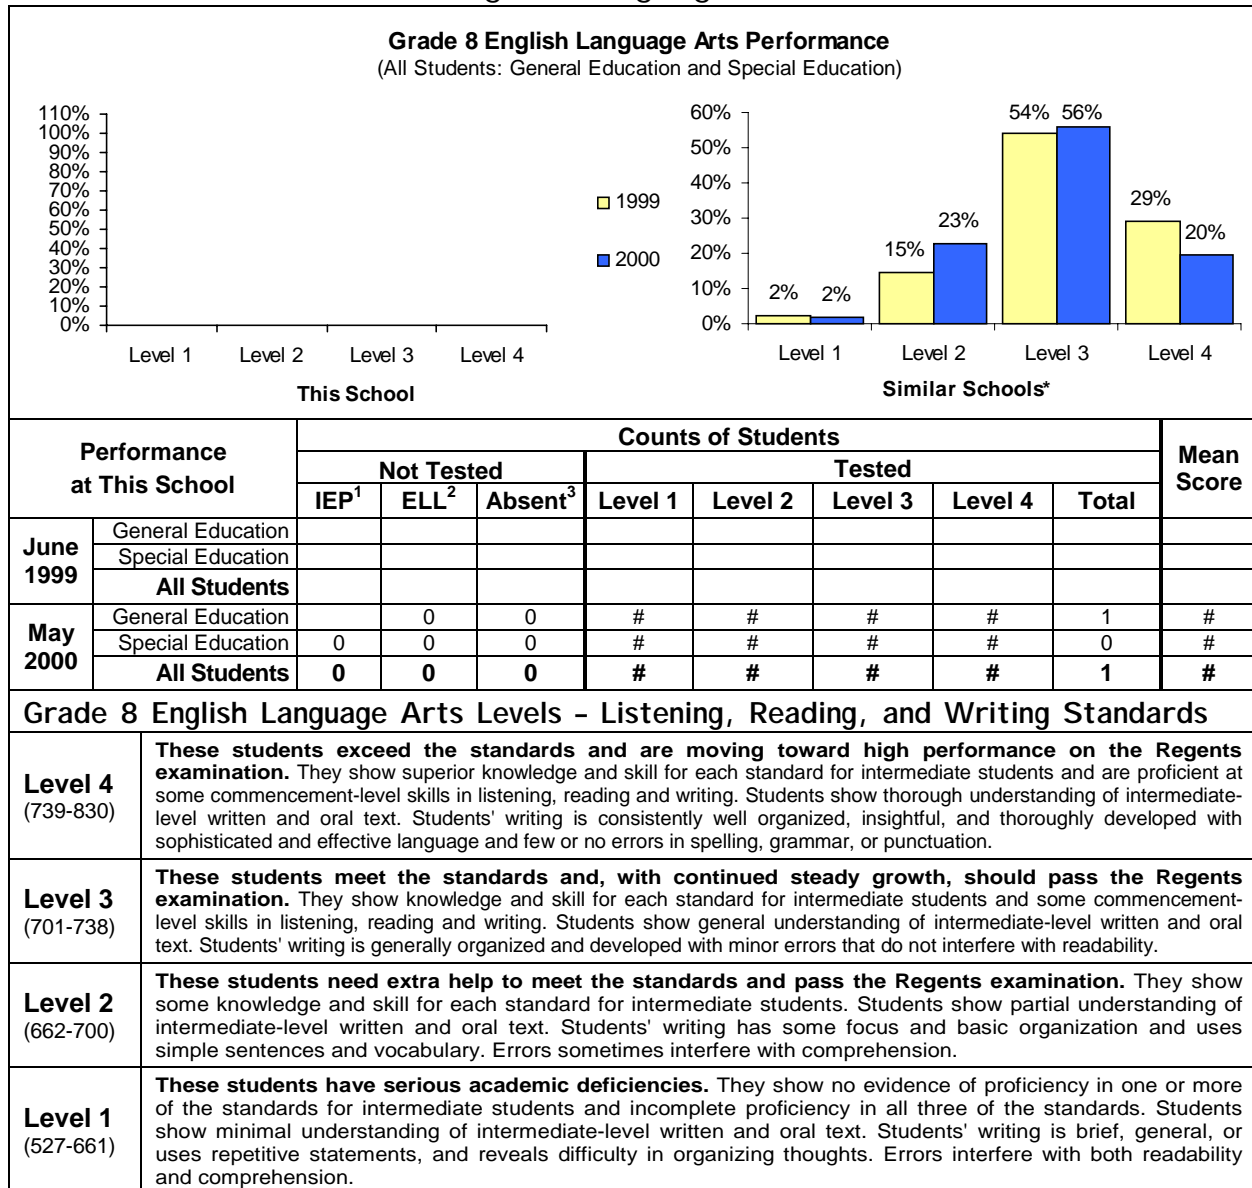 Grade 8 English Language Arts Performance
(All Students: General Education and Special Education)
110%
100%
90%
80%
70%
60%
50%
40%
30%
20%
10%
0%
Level 1 Level 2 Level 3 Level 4
This School
1999
2000
60%
50%
40%
30%
20%
10%
0%
2% 2%
15% 23%
54% 56%
29% 20%
Level 1 Level 2 Level 3 Level 4
Similar Schools*
Performance
at This School
Counts of Students
Mean
Score
Not Tested Tested
IEP1 ELL2 Absent3 Level 1 Level 2 Level 3 Level 4 Total
June
1999
General Education
Special Education
All Students
May
2000
General Education 0 0 # # # # 1 #
Special Education 0 0 0 # # # # 0 #
All Students 0 0 0 # # # # 1 #
Grade 8 English Language Arts Levels – Listening, Reading, and Writing Standards
Level 4
(739-830)
These students exceed the standards and are moving toward high performance on the Regents
examination. They show superior knowledge and skill for each standard for intermediate students and are proficient at
some commencement-level skills in listening, reading and writing. Students show thorough understanding of intermediate-
level written and oral text. Students' writing is consistently well organized, insightful, and thoroughly developed with
sophisticated and effective language and few or no errors in spelling, grammar, or punctuation.
Level 3
(701-738)
These students meet the standards and, with continued steady growth, should pass the Regents
examination. They show knowledge and skill for each standard for intermediate students and some commencement-
level skills in listening, reading and writing. Students show general understanding of intermediate-level written and oral
text. Students' writing is generally organized and developed with minor errors that do not interfere with readability.
Level 2
(662-700)
These students need extra help to meet the standards and pass the Regents examination. They show
some knowledge and skill for each standard for intermediate students. Students show partial understanding of
intermediate-level written and oral text. Students' writing has some focus and basic organization and uses
simple sentences and vocabulary. Errors sometimes interfere with comprehension.
Level 1
(527-661)
These students have serious academic deficiencies. They show no evidence of proficiency in one or more
of the standards for intermediate students and incomplete proficiency in all three of the standards. Students
show minimal understanding of intermediate-level written and oral text. Students' writing is brief, general, or
uses repetitive statements, and reveals difficulty in organizing thoughts. Errors interfere with both readability
and comprehension.